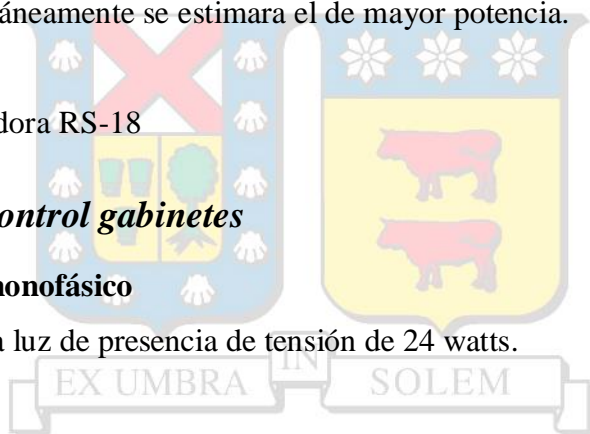 áneamente se estimara el de mayor potencia.
dora RS-18
ontrol gabinetes
nonofásico
a luz de presencia de tensión de 24 watts.
IN
EX UMBRA SOLEM